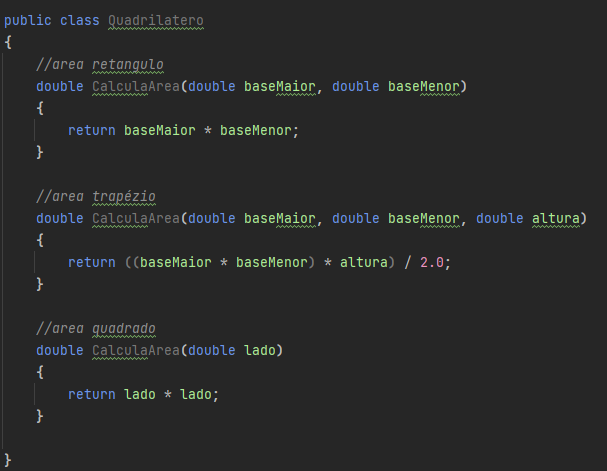 public class Quadrilatero
{
//area retangulo
double CalculaArea(double baseMaior, double baseMenor)
{
return baseMaior * baseMenor;
}
//area trapézio
double CalculaArea(double baseMaior, double baseMenor, double altura)
{
return ((baseMaior * baseMenor) * altura) / 2.0;
}
//area quadrado
double CalculaArea(double lado)
{
return lado * lado;
}
}